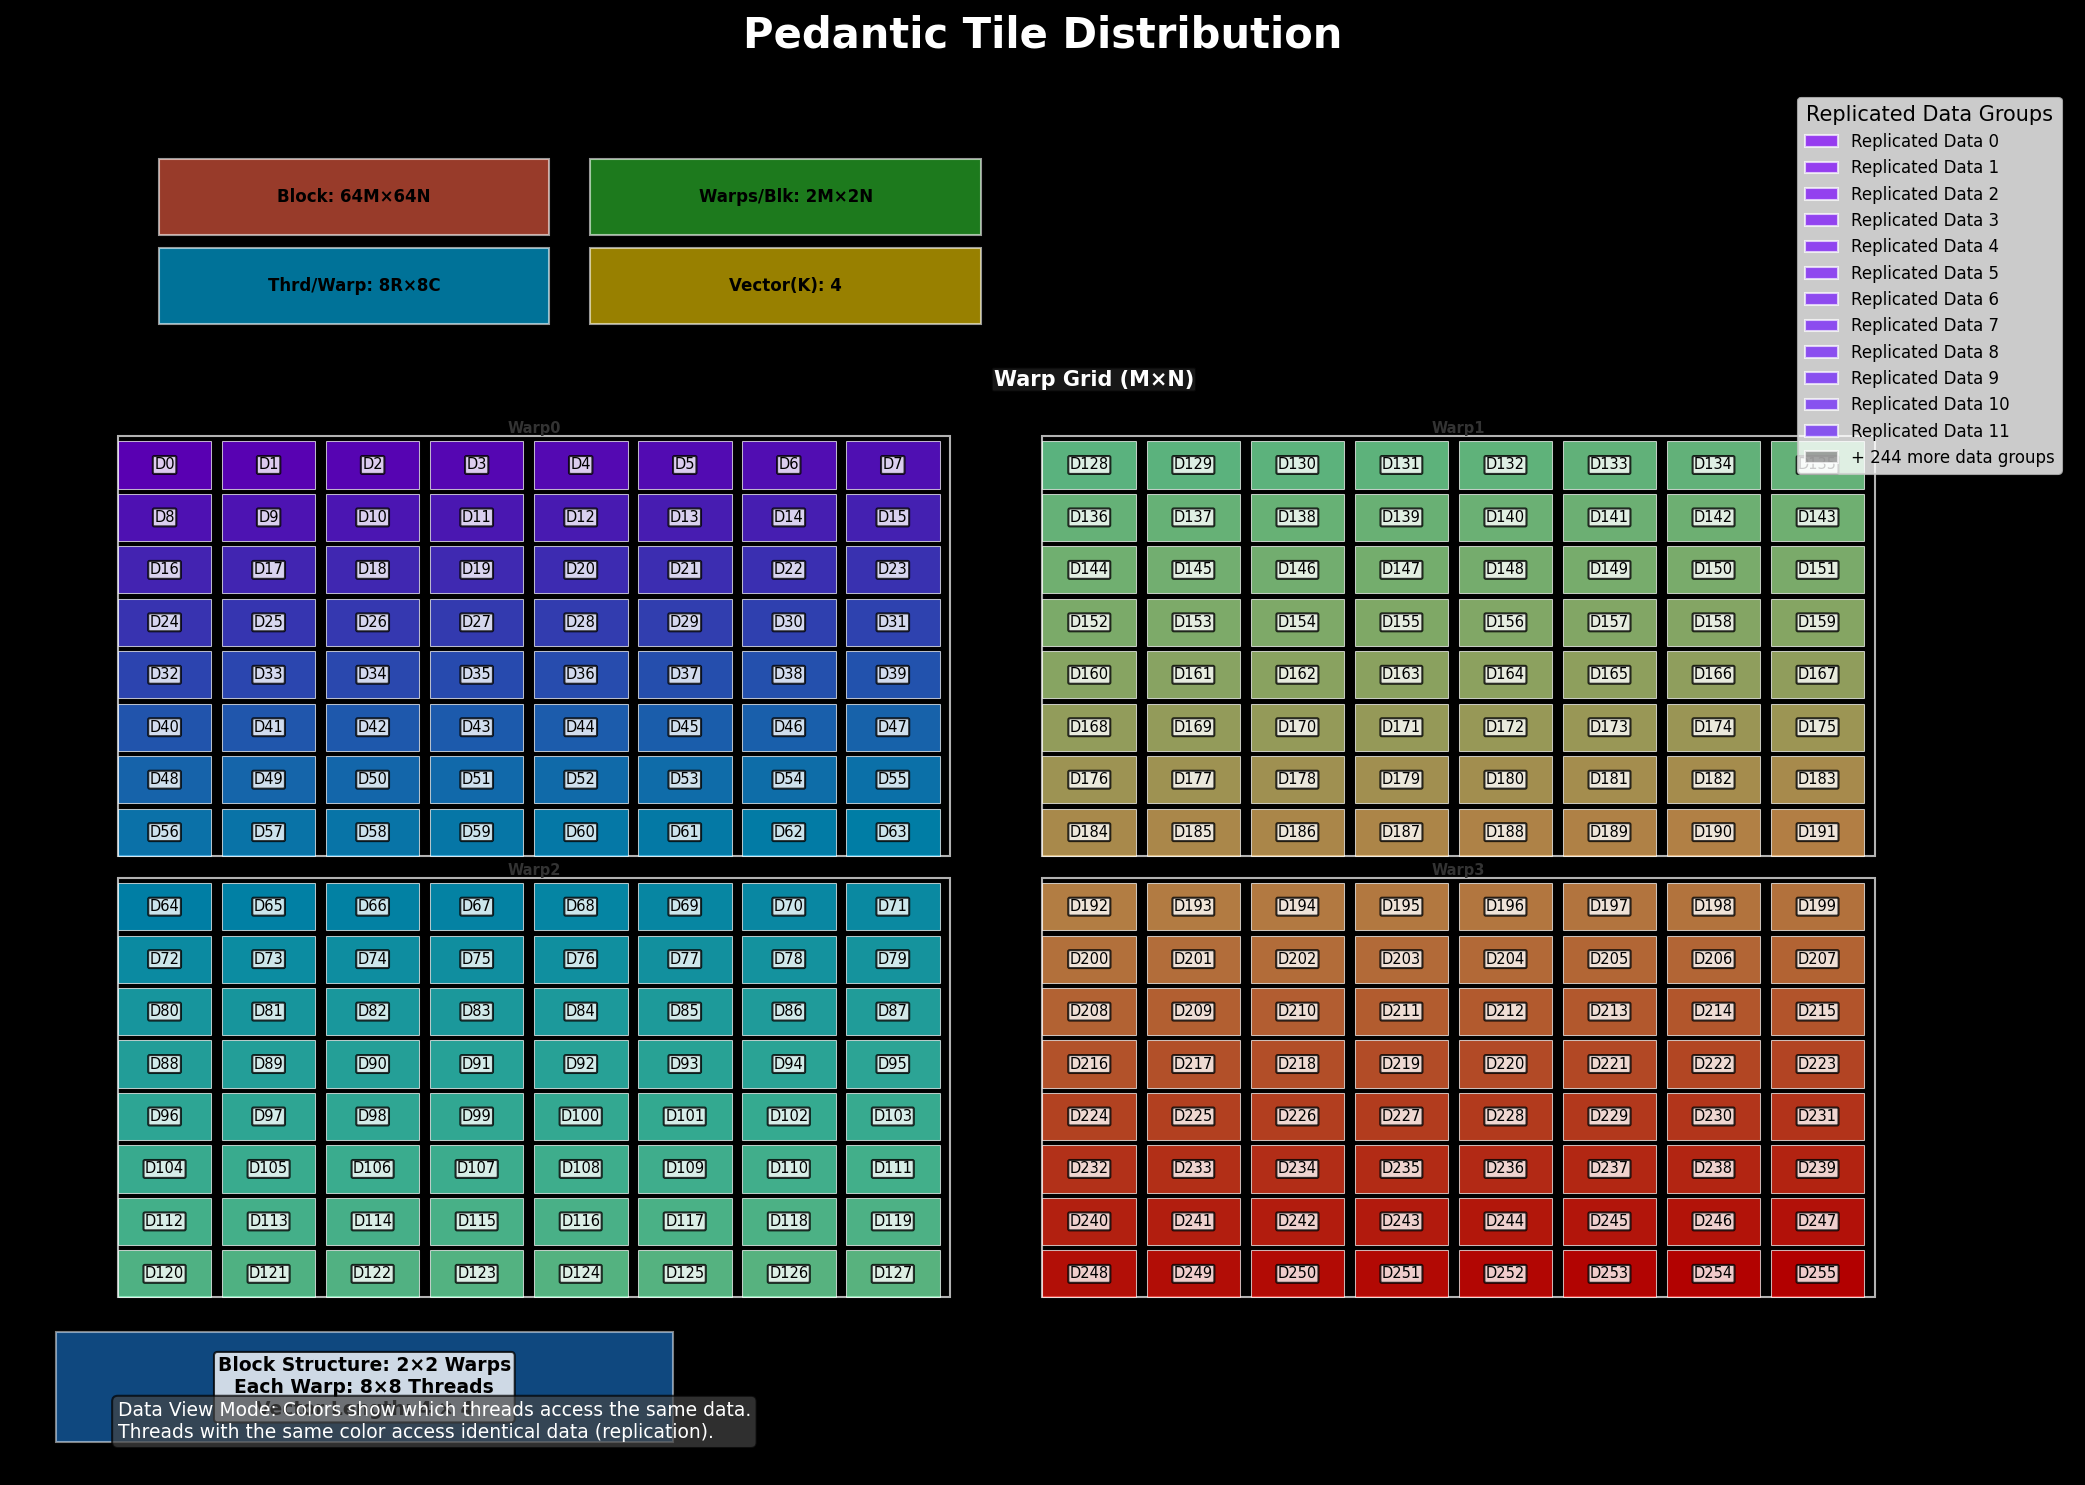 Pedantic Tile Distribution
Block: 64M×64N
Warps/Blk: 2M×2N
Thrd/Warp: 8R×8C
Vector(K): 4
Replicated Data Groups
Replicated Data 0
Replicated Data 1
Replicated Data 2
Replicated Data 3
Replicated Data 4
Replicated Data 5
Replicated Data 6
Replicated Data 7
Replicated Data 8
Replicated Data 9
Replicated Data 10
Replicated Data 11
+ 244 more data groups
Warp Grid (M×N)
Warp0
D0 D1 D2 D3 D4 D5 D6 D7
D8 D9 D10 D11 D12 D13 D14 D15
D16 D17 D18 D19 D20 D21 D22 D23
D24 D25 D26 D27 D28 D29 D30 D31
D32 D33 D34 D35 D36 D37 D38 D39
D40 D41 D42 D43 D44 D45 D46 D47
D48 D49 D50 D51 D52 D53 D54 D55
D56 D57 D58 D59 D60 D61 D62 D63
Warp1
D128 D129 D130 D131 D132 D133 D134
D136 D137 D138 D139 D140 D141 D142 D143
D144 D145 D146 D147 D148 D149 D150 D151
D152 D153 D154 D155 D156 D157 D158 D159
D160 D161 D162 D163 D164 D165 D166 D167
D168 D169 D170 D171 D172 D173 D174 D175
D176 D177 D178 D179 D180 D181 D182 D183
D184 D185 D186 D187 D188 D189 D190 D191
Warp2
D64 D65 D66 D67 D68 D69 D70 D71
D72 D73 D74 D75 D76 D77 D78 D79
D80 D81 D82 D83 D84 D85 D86 D87
D88 D89 D90 D91 D92 D93 D94 D95
D96 D97 D98 D99 D100 D101 D102 D103
D104 D105 D106 D107 D108 D109 D110 D111
D112 D113 D114 D115 D116 D117 D118 D119
D120 D121 D122 D123 D124 D125 D126 D127
Warp3
D192 D193 D194 D195 D196 D197 D198 D199
D200 D201 D202 D203 D204 D205 D206 D207
D208 D209 D210 D211 D212 D213 D214 D215
D216 D217 D218 D219 D220 D221 D222 D223
D224 D225 D226 D227 D228 D229 D230 D231
D232 D233 D234 D235 D236 D237 D238 D239
D240 D241 D242 D243 D244 D245 D246 D247
D248 D249 D250 D251 D252 D253 D254 D255
Block Structure: 2×2 Warps
Each Warp: 8×8 Threads
Data View Mode: Colors show which threads access the same data.
Threads with the same color access identical data (replication).